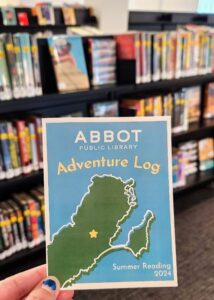 ABBOT
PUBLIC LIBRARY
Adventure Log
Summer Reading
2024